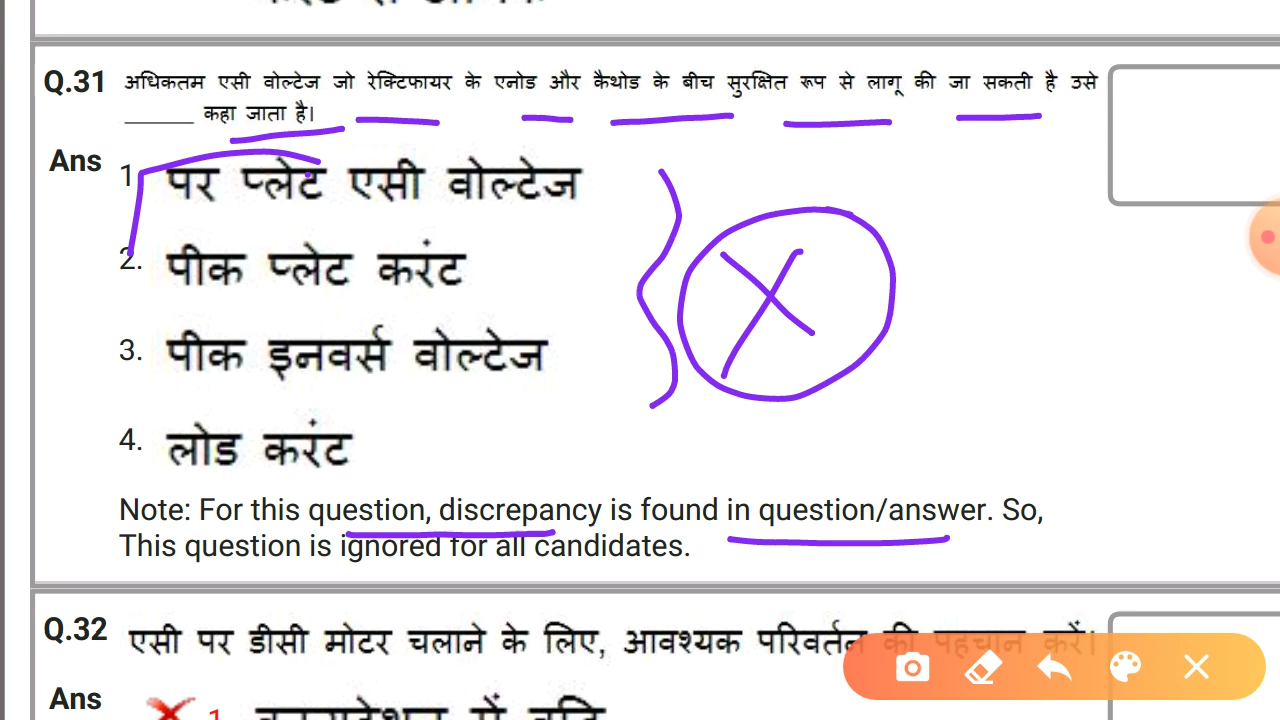 Q.31 अधिकतम एसी वोल्टेज जो रेक्टिफायर के एनोड और कैथोड के बीच सुरक्षित रूप से लागू की जा सकती है उसे
_______ कहा जाता है।
Ans 1. पर प्लेट एसी वोल्टेज
2. पीक प्लेट करंट
3. पीक इनवर्स वोल्टेज
4. लोड करंट
Note: For this question, discrepancy is found in question/answer. So,
This question is ignored for all candidates.
Q.32 एसी पर डीसी मोटर चलाने के लिए, आवश्यक परिवर्तन की पहचान करें।
Ans 1.